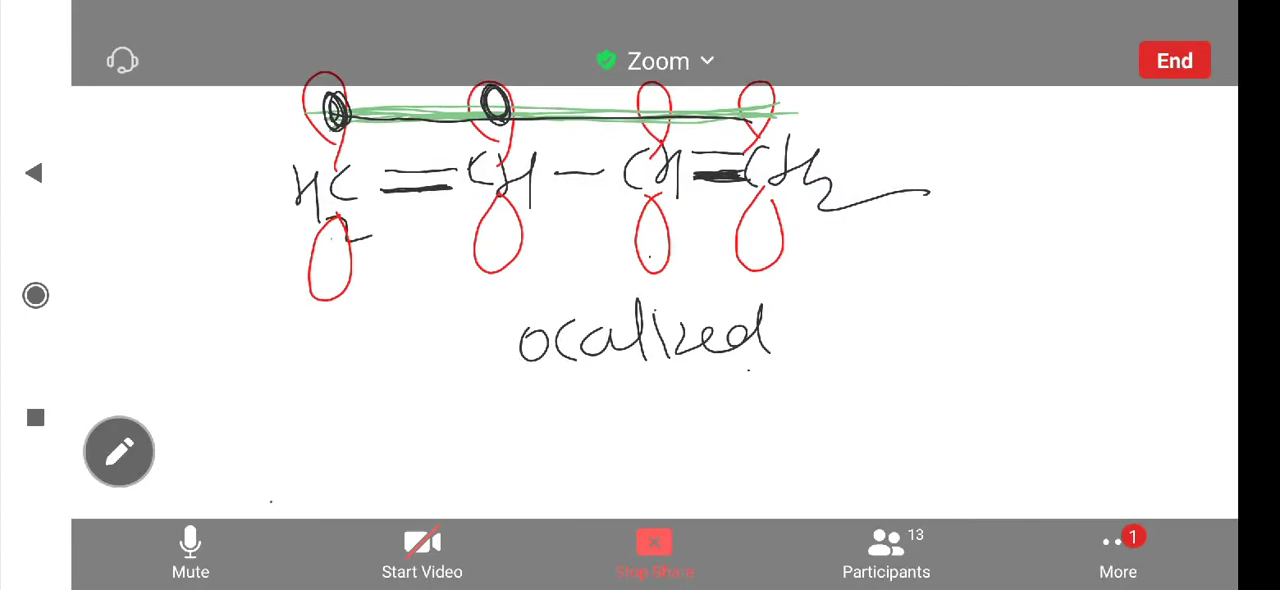 Zoom
End
H2C = CH - CH = CH2
ocalized
Mute
Start Video
Stop Share
Participants 13
More 1